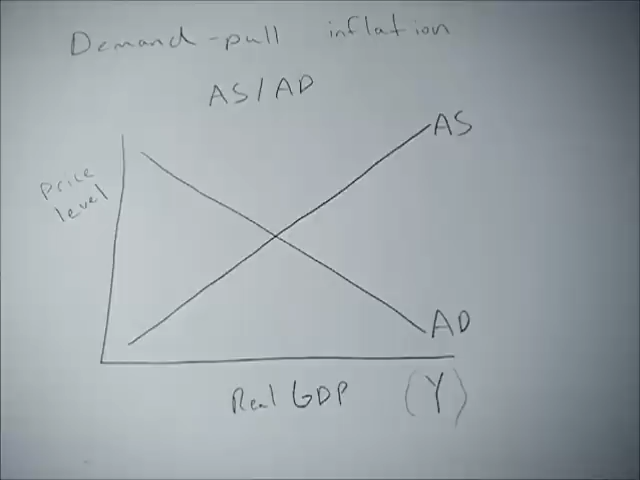 Demand-pull inflation
AS/AD
AS
Price
level
AD
Real GDP (Y)